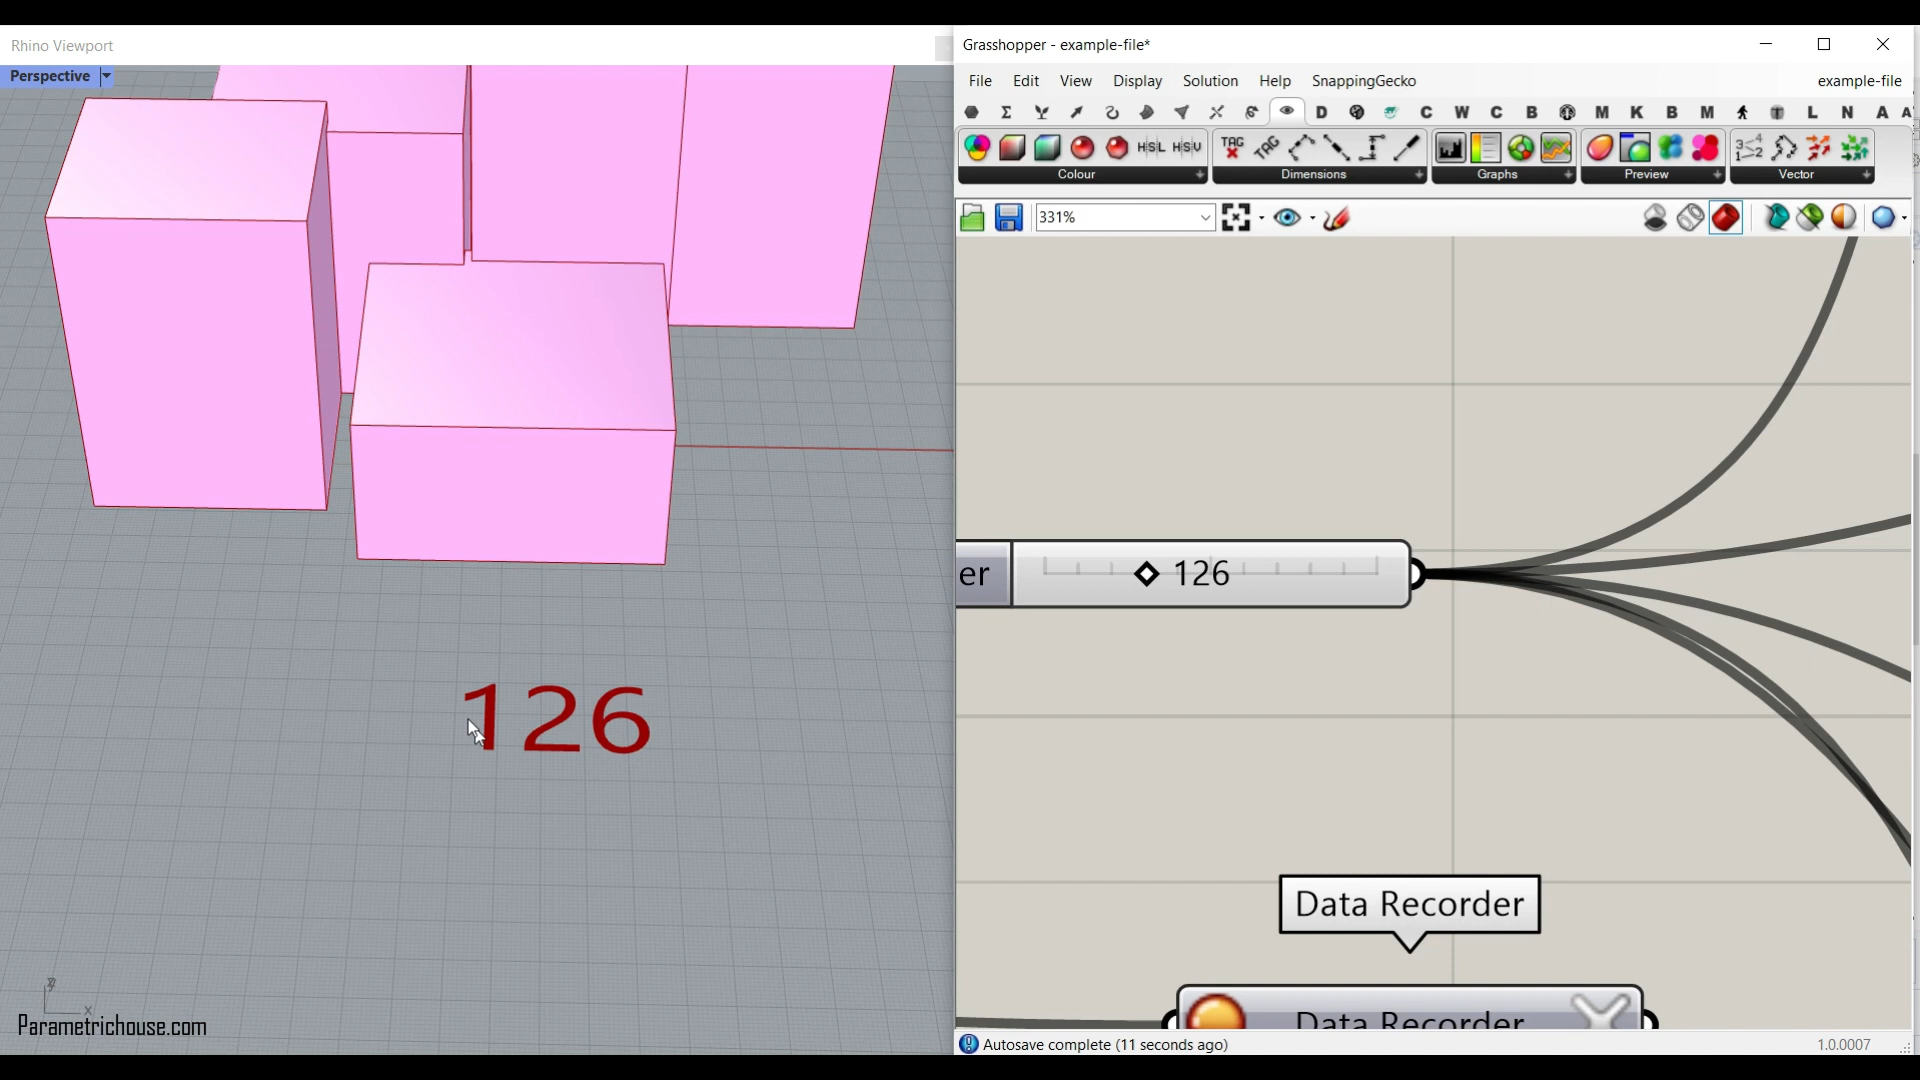 Rhino Viewport
Perspective
126
Parametrichouse.com
Grasshopper - example-file*
File Edit View Display Solution Help SnappingGecko example-file
D C W C B M K B M L N A A
H·S·L H·S·V TAG TAG
Colour Dimensions Graphs Preview Vector
331%
er 126
Data Recorder
Data Recorder
Autosave complete (11 seconds ago) 1.0.0007